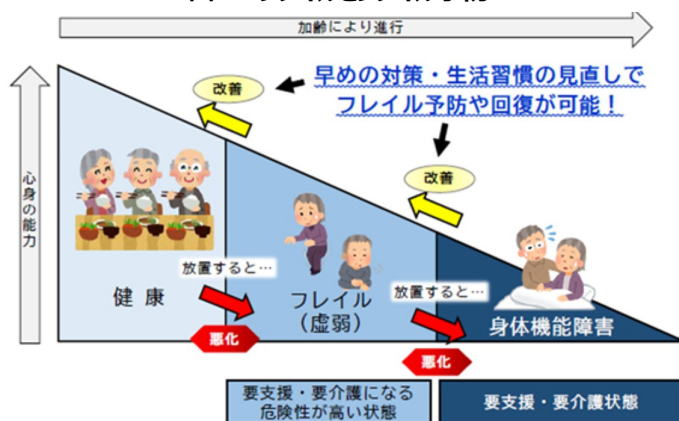 加齢により進行
早めの対策・生活習慣の見直しで
フレイル予防や回復が可能！
改善
改善
心身の能力
放置すると…
放置すると…
健 康
フレイル
（虚弱）
身体機能障害
悪化
悪化
要支援・要介護になる
危険性が高い状態
要支援・要介護状態